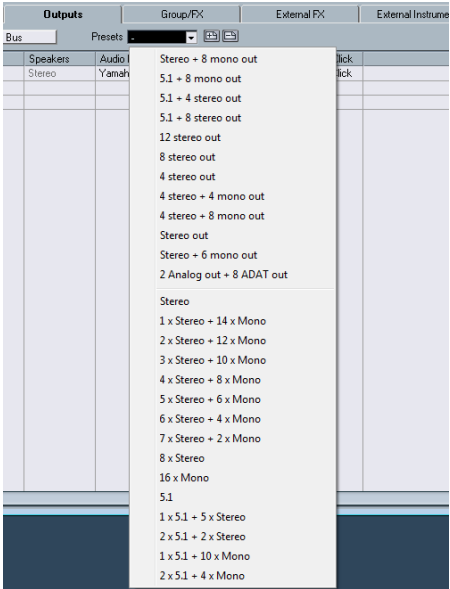 Outputs Group/FX External FX External Instrume
Bus Presets -
Speakers Audio Click
Stereo Yamah Click
Stereo + 8 mono out
5.1 + 8 mono out
5.1 + 4 stereo out
5.1 + 8 stereo out
12 stereo out
8 stereo out
4 stereo out
4 stereo + 4 mono out
4 stereo + 8 mono out
Stereo out
Stereo + 6 mono out
2 Analog out + 8 ADAT out
Stereo
1 x Stereo + 14 x Mono
2 x Stereo + 12 x Mono
3 x Stereo + 10 x Mono
4 x Stereo + 8 x Mono
5 x Stereo + 6 x Mono
6 x Stereo + 4 x Mono
7 x Stereo + 2 x Mono
8 x Stereo
16 x Mono
5.1
1 x 5.1 + 5 x Stereo
2 x 5.1 + 2 x Stereo
1 x 5.1 + 10 x Mono
2 x 5.1 + 4 x Mono